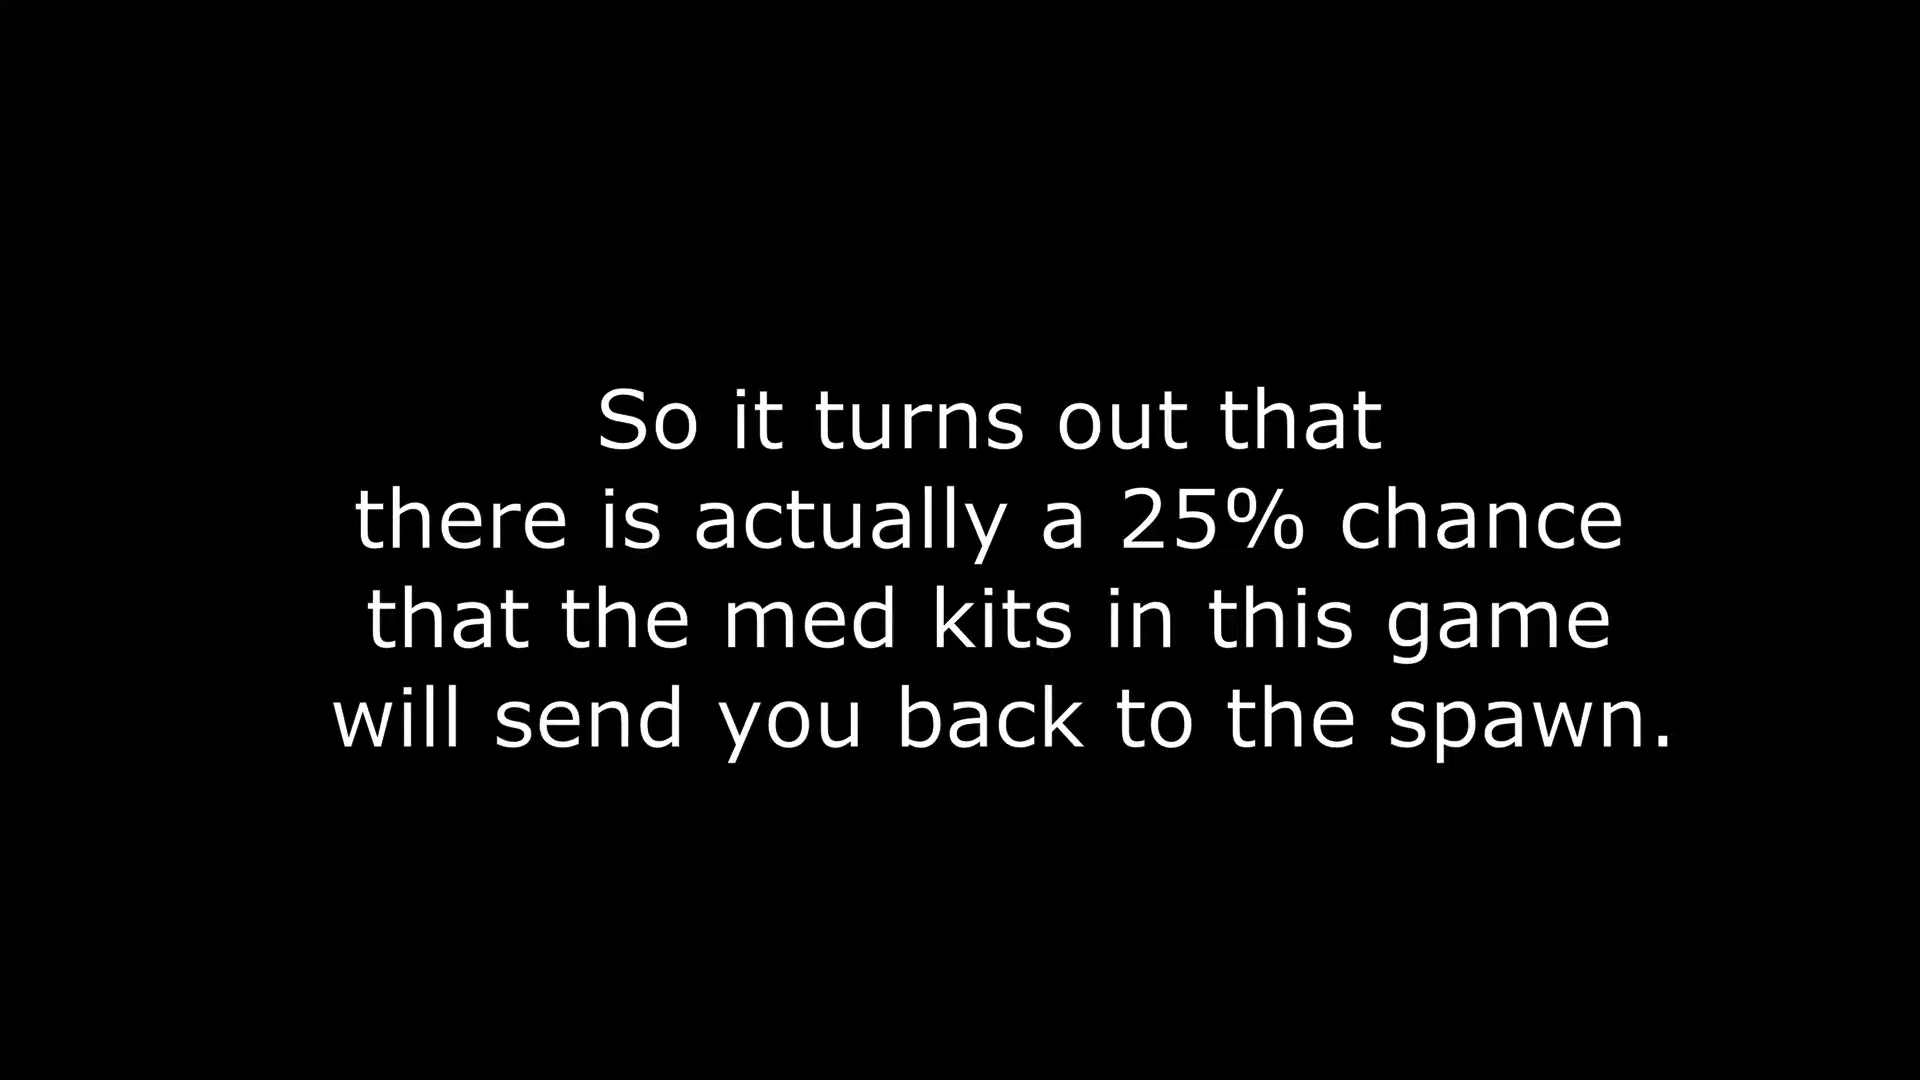 So it turns out that
there is actually a 25% chance
that the med kits in this game
will send you back to the spawn.